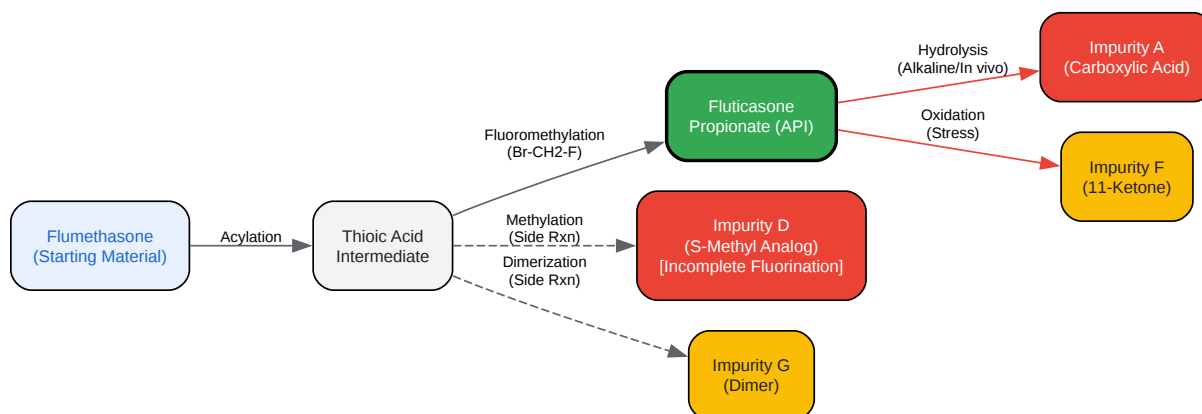 Flumethasone
(Starting Material)
Acylation
Thioic Acid
Intermediate
Fluoromethylation
(Br-CH2-F)
Methylation
(Side Rxn)
Dimerization
(Side Rxn)
Fluticasone
Propionate (API)
Impurity D
(S-Methyl Analog)
[Incomplete Fluorination]
Impurity G
(Dimer)
Hydrolysis
(Alkaline/In vivo)
Oxidation
(Stress)
Impurity A
(Carboxylic Acid)
Impurity F
(11-Ketone)